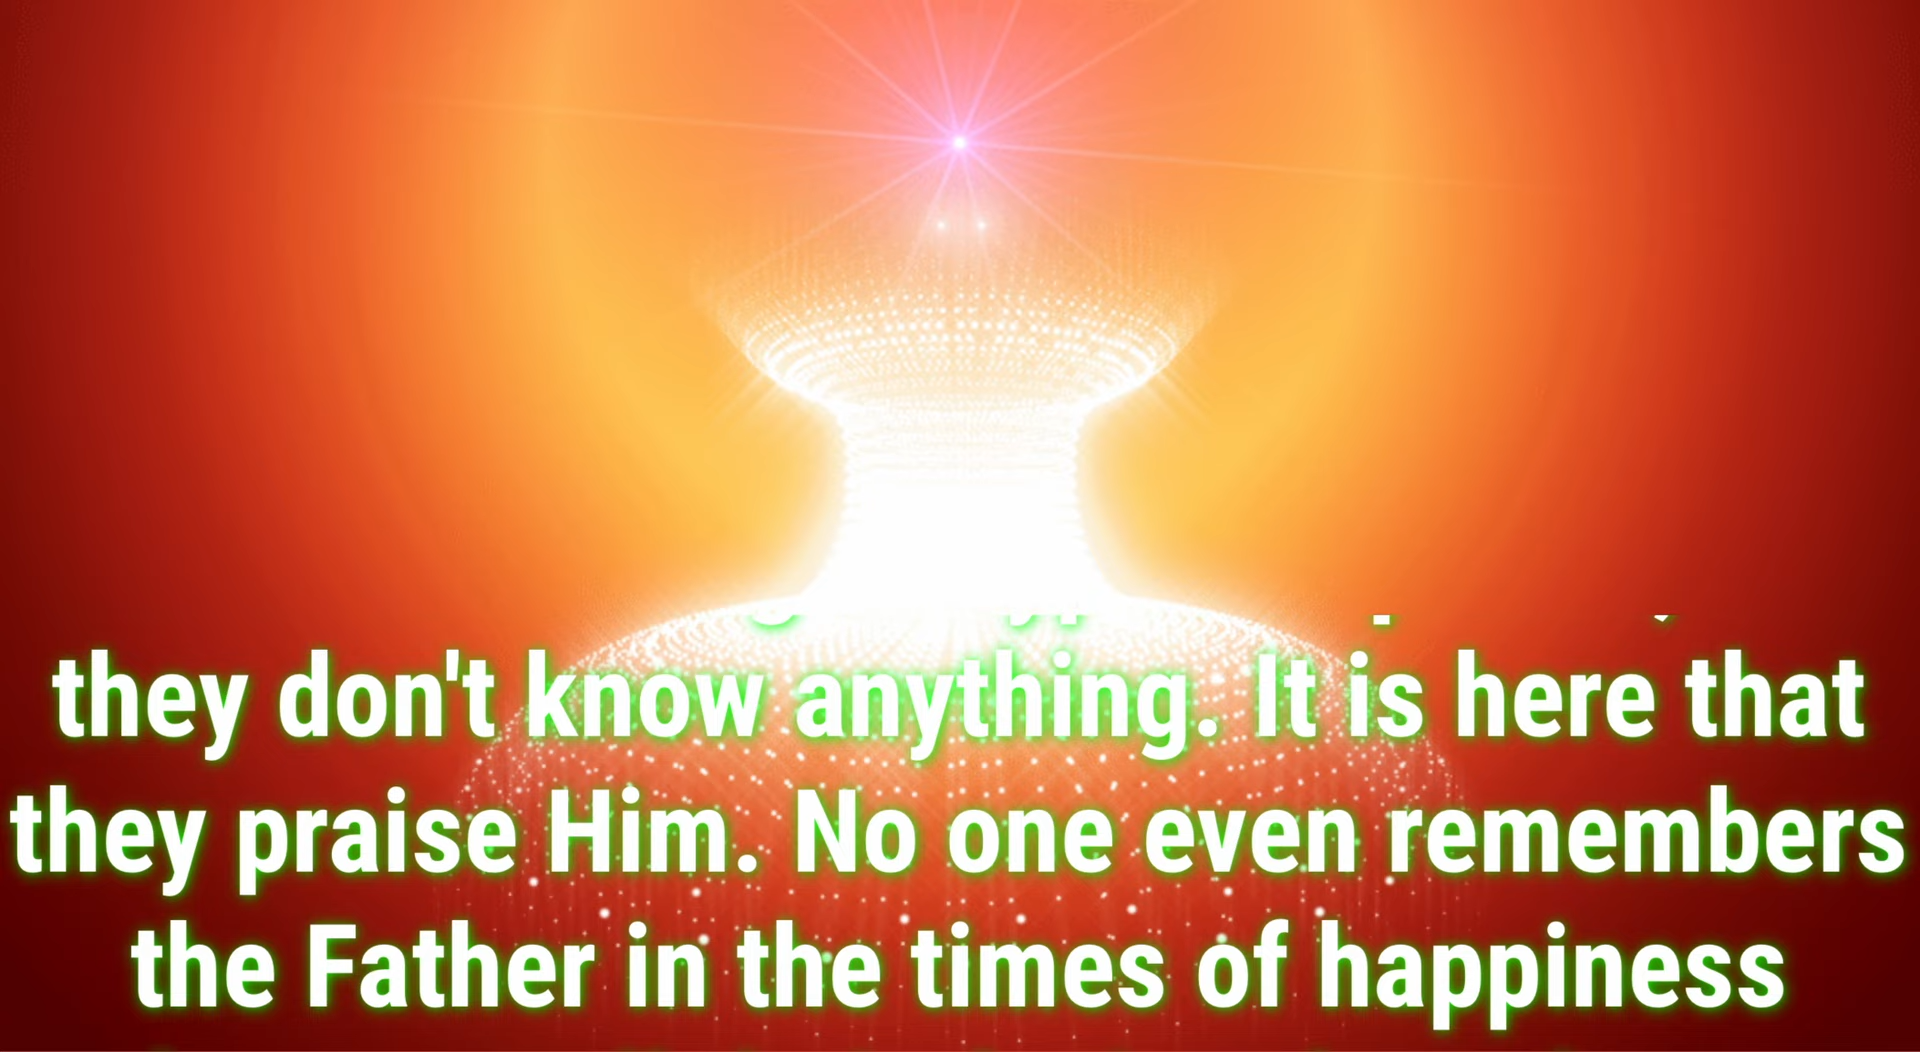 they don't know anything. It is here that
they praise Him. No one even remembers
the Father in the times of happiness